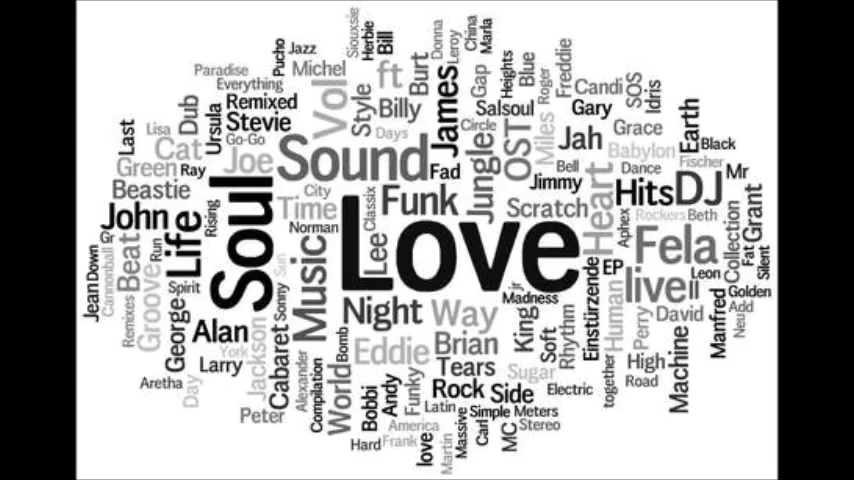 Siouxsie
Herbie
Bill
Donna
Leroy
China
Marla
Jazz
Pucho
Paradise
Michel
Everything
ft
Burt
Gap
Heights
Blue
Roger
Freddie
Candi
SOS
Idris
Dub
Ursula
Remixed
Stevie
Vol
Style
Billy
James
Salsoul
Gary
Earth
Last
Lisa
Go-Go
Days
Circle
OST
Miles
Jah
Grace
Black
Cat
Joe
Sound
Jungle
Babylon
Fischer
Green
Ray
Fad
Bell
Dance
Mr
Beastie
Soul
City
Classix
Funk
Jimmy
Heart
Hits
DJ
Collection
Grant
John
Life
Rising
Time
Scratch
Aphex
Rockers
Beth
Gr
Norman
Lee
Love
Fela
Fat
Silent
Jean
Down
Cannonball
Beat
Run
Sun
Music
EP
live
II
Leon
Remixes
Groove
Spirit
Sonny
jr
Madness
Einstürzende
Human
Golden
Add
Neu
George
Alan
Night
Way
King
Soft
Rhythm
Perry
David
Manfred
York
Jackson
Cabaret
Bomb
Eddie
Brian
together
High
Machine
Larry
Alexander
Compilation
World
Tears
Sugar
Road
Aretha
Day
Bobbi
Andy
Funky
Rock
Side
Electric
Peter
Latin
Simple
Meters
America
Massive
Carl
MC
Stereo
Hard
Frank
love
Martin